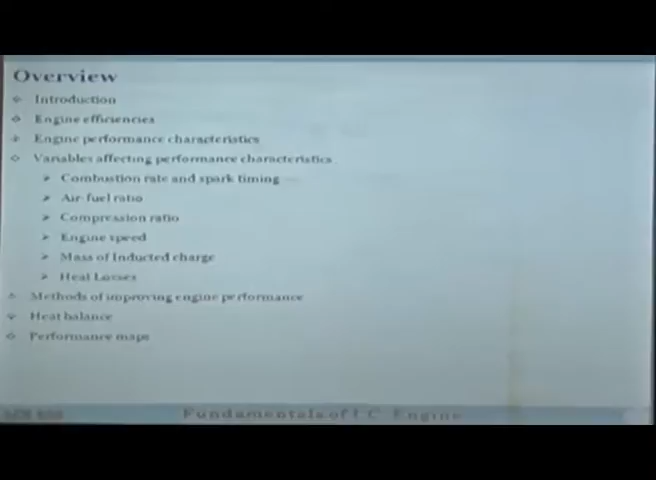 Overview
Introduction
Engine efficiencies
Engine performance characteristics
Variables affecting performance characteristics
Combustion rate and spark timing
Air-fuel ratio
Compression ratio
Engine speed
Mass of Inducted charge
Heat Losses
Methods of improving engine performance
Heat balance
Performance maps
Fundamentals of I C Engine